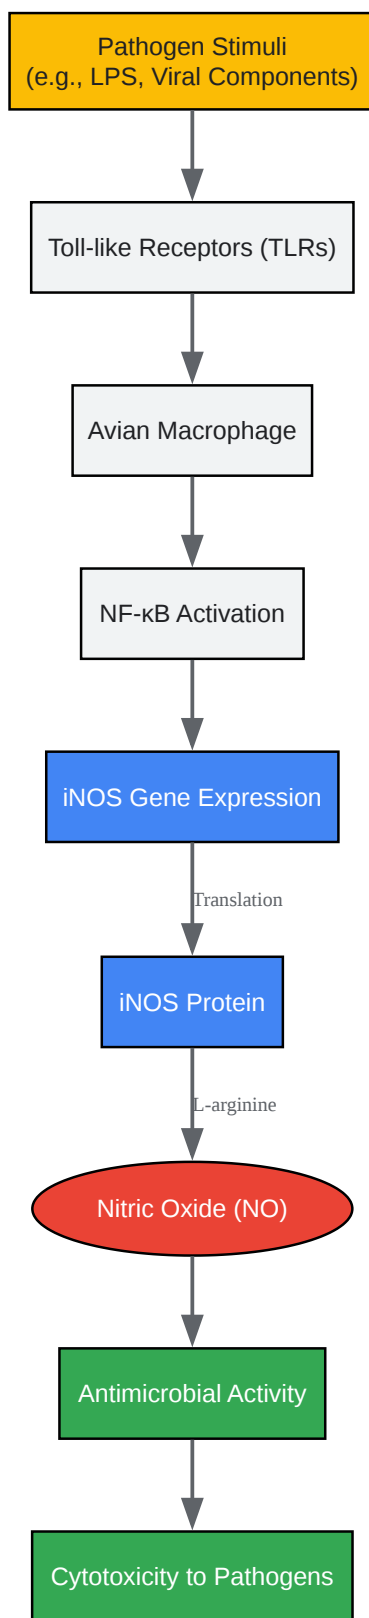 Pathogen Stimuli
(e.g., LPS, Viral Components)
Toll-like Receptors (TLRs)
Avian Macrophage
NF-κB Activation
iNOS Gene Expression
Translation
iNOS Protein
L-arginine
Nitric Oxide (NO)
Antimicrobial Activity
Cytotoxicity to Pathogens